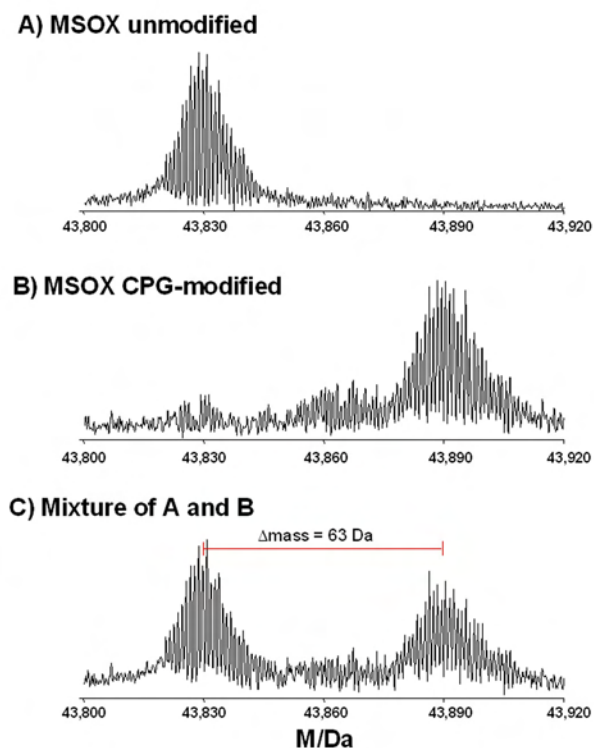 A) MSOX unmodified
43,800 43,830 43,860 43,890 43,920
B) MSOX CPG-modified
43,800 43,830 43,860 43,890 43,920
C) Mixture of A and B
Δmass = 63 Da
43,800 43,830 43,860 43,890 43,920
M/Da